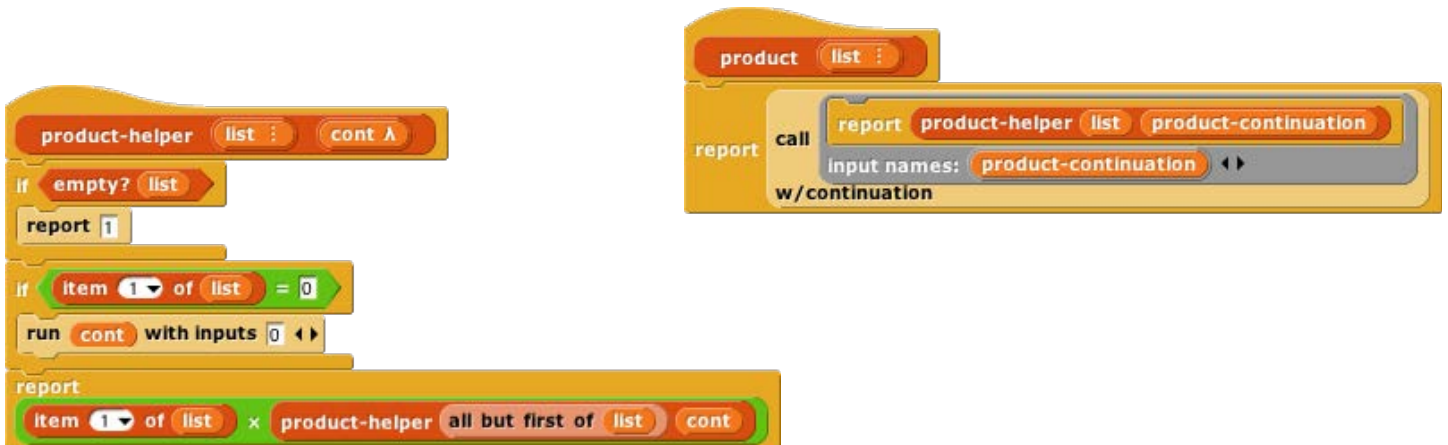 product-helper list ⋮ cont λ
if empty? list
report 1
if item 1 of list = 0
run cont with inputs 0
report
item 1 of list × product-helper all but first of list cont
product list ⋮
report call report product-helper list product-continuation
input names: product-continuation
w/continuation